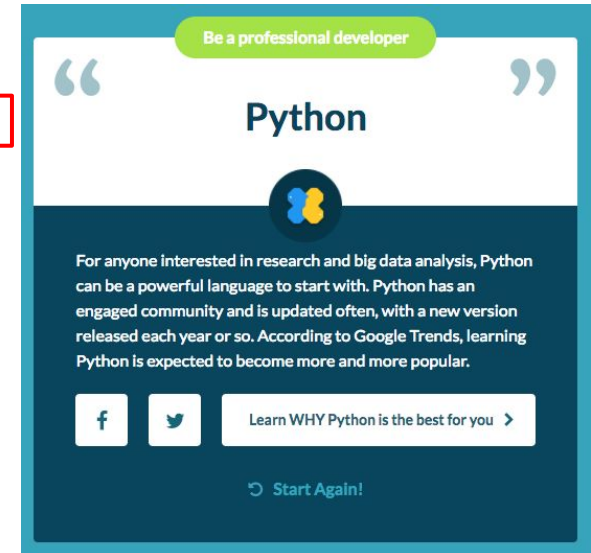 Be a professional developer
“ ”
Python
For anyone interested in research and big data analysis, Python
can be a powerful language to start with. Python has an
engaged community and is updated often, with a new version
released each year or so. According to Google Trends, learning
Python is expected to become more and more popular.
f
Learn WHY Python is the best for you >
Start Again!